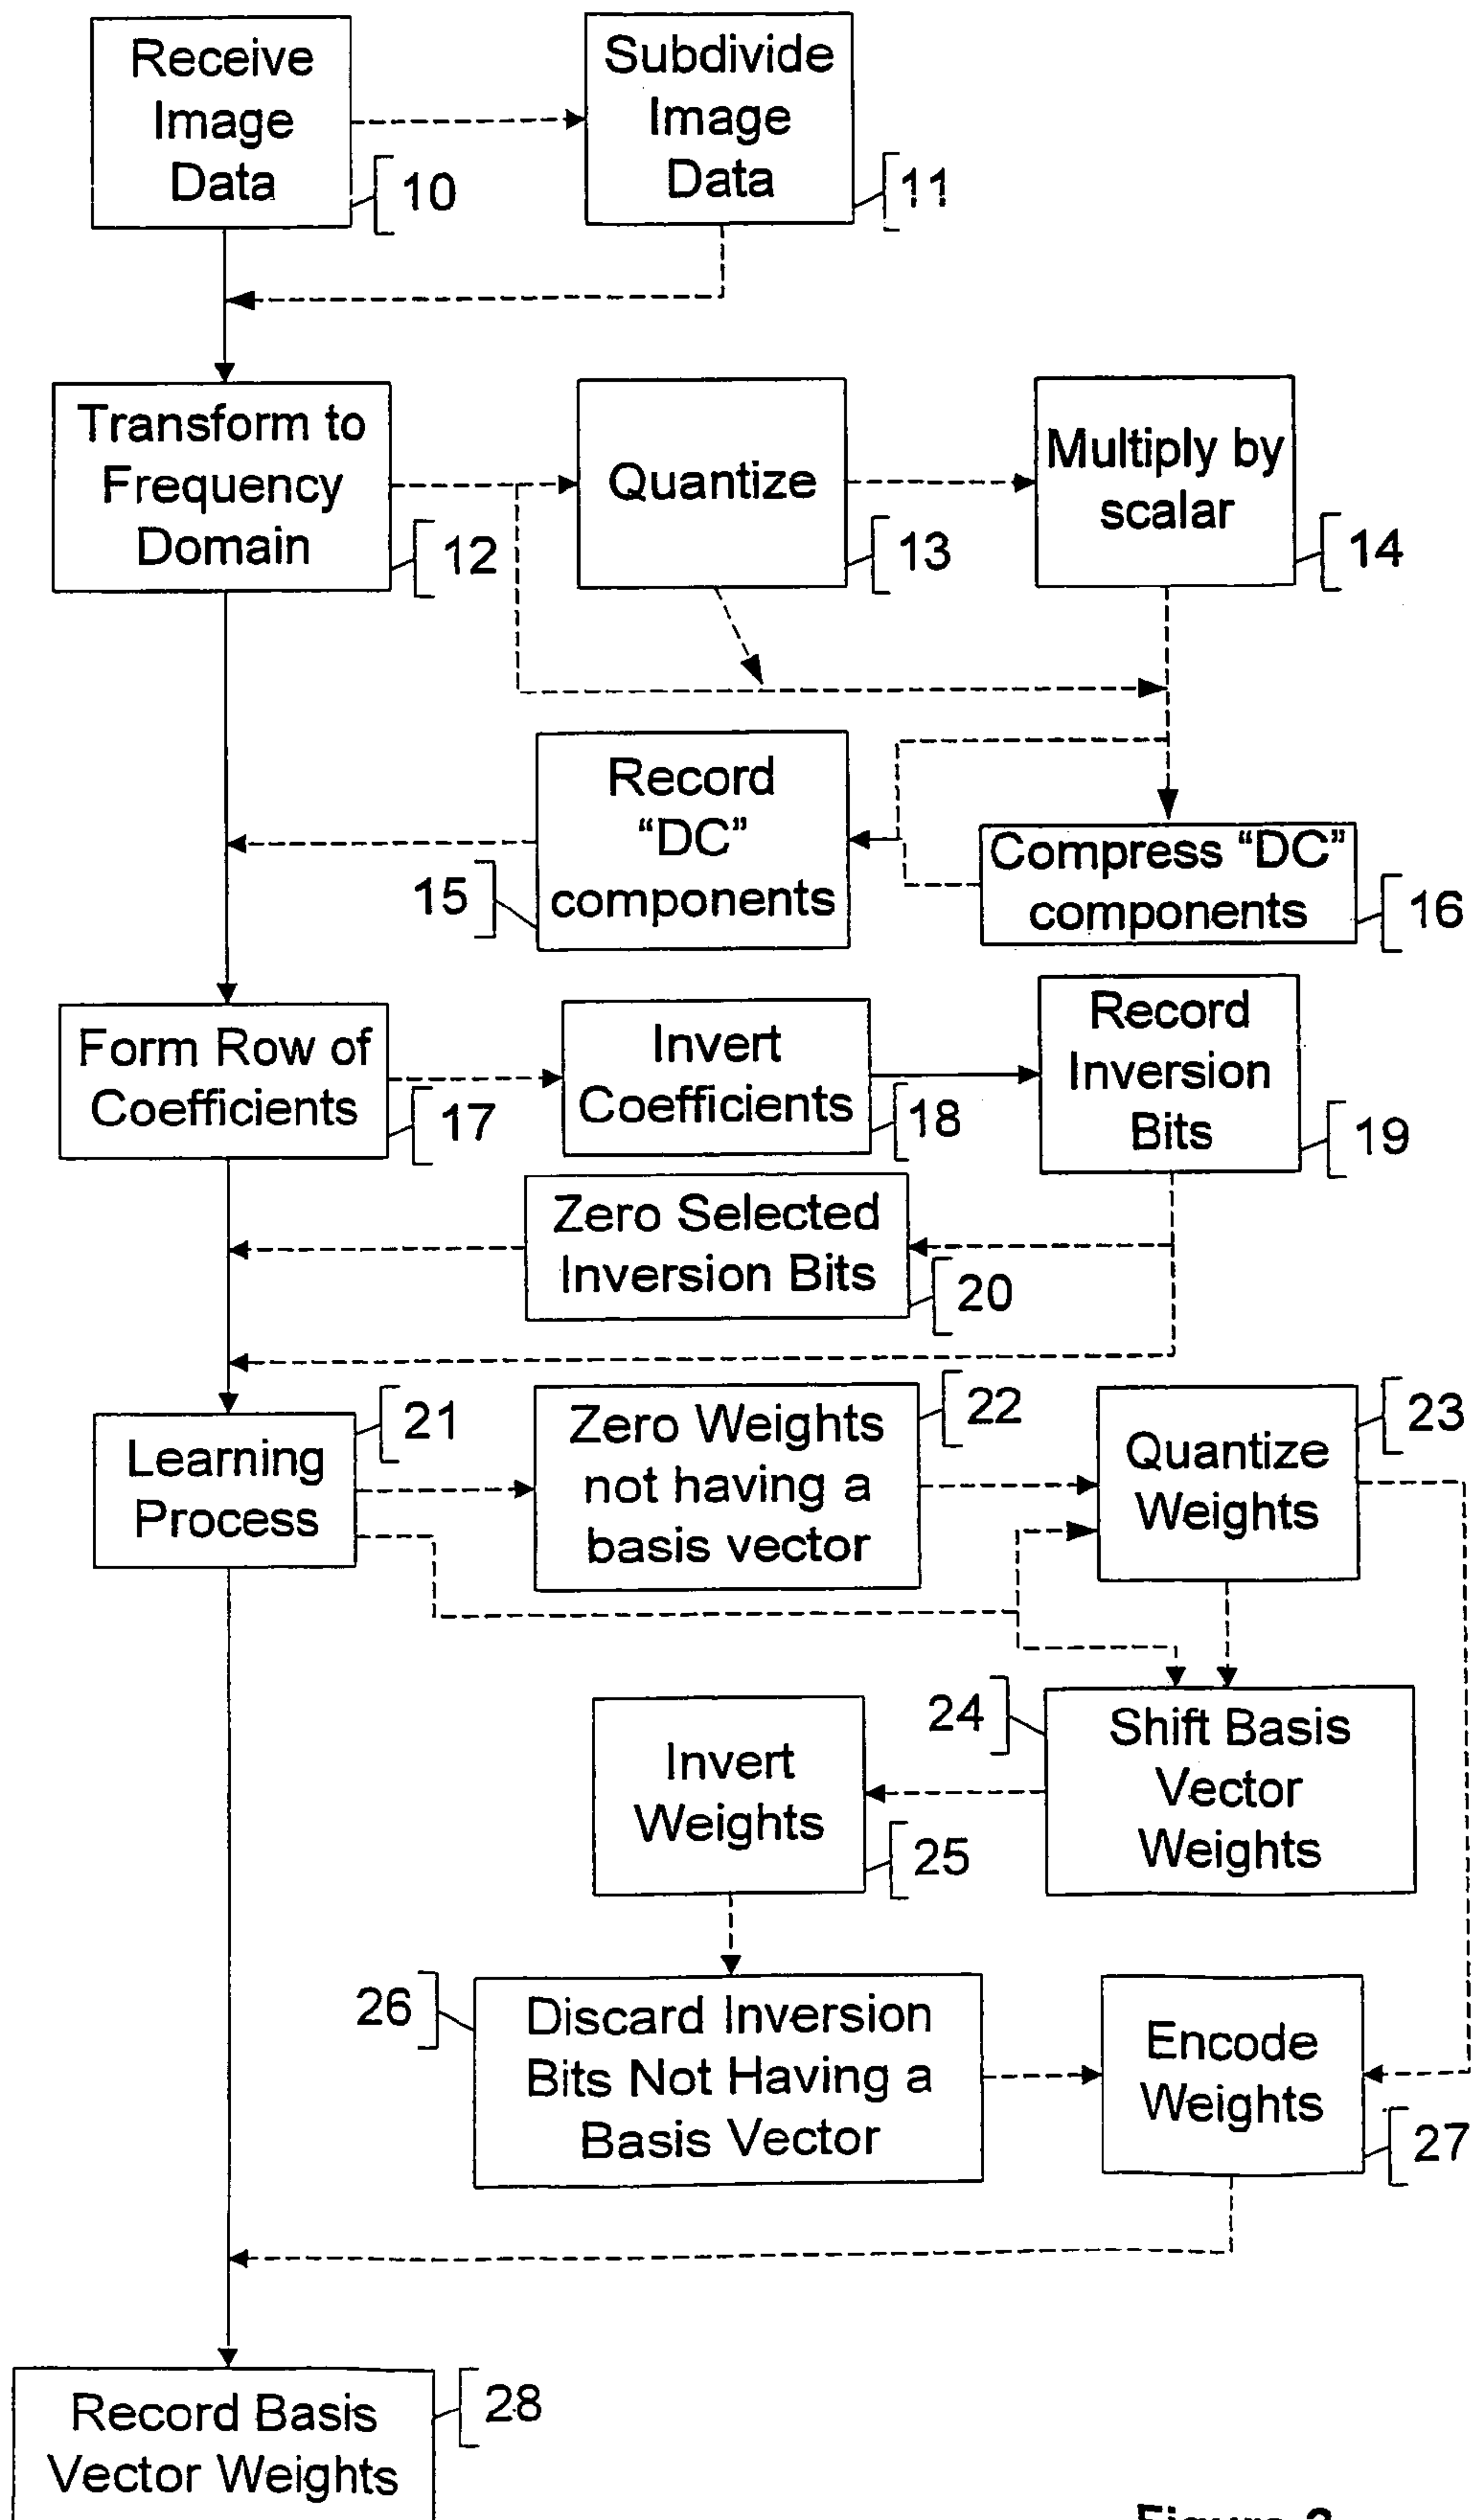 Receive
Image
Data
10
Subdivide
Image
Data
11
Transform to
Frequency
Domain
12
Quantize
13
Multiply by
scalar
14
Record
“DC”
components
15
Compress “DC”
components
16
Form Row of
Coefficients
17
Invert
Coefficients
18
Record
Inversion
Bits
19
Zero Selected
Inversion Bits
20
Learning
Process
21
Zero Weights
not having a
basis vector
22
Quantize
Weights
23
Shift Basis
Vector
Weights
24
Invert
Weights
25
Discard Inversion
Bits Not Having a
Basis Vector
26
Encode
Weights
27
Record Basis
Vector Weights
28
Figure